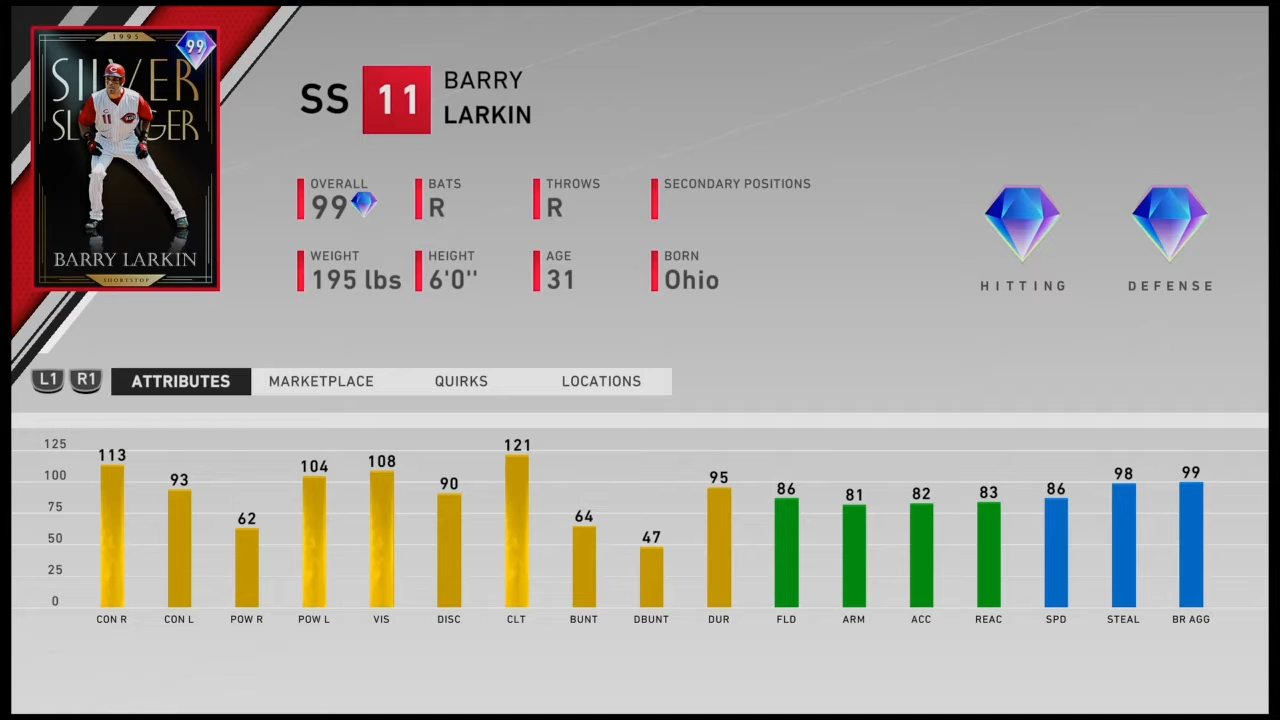 1995
99
SILVER
SLUGGER
11
BARRY LARKIN
SHORTSTOP
SS 11 BARRY
LARKIN
OVERALL BATS THROWS SECONDARY POSITIONS
99 R R
WEIGHT HEIGHT AGE BORN
195 lbs 6'0'' 31 Ohio
HITTING DEFENSE
L1 R1 ATTRIBUTES MARKETPLACE QUIRKS LOCATIONS
125
100
75
50
25
0
113 93 62 104 108 90 121 64 47 95 86 81 82 83 86 98 99
CON R CON L POW R POW L VIS DISC CLT BUNT DBUNT DUR FLD ARM ACC REAC SPD STEAL BR AGG